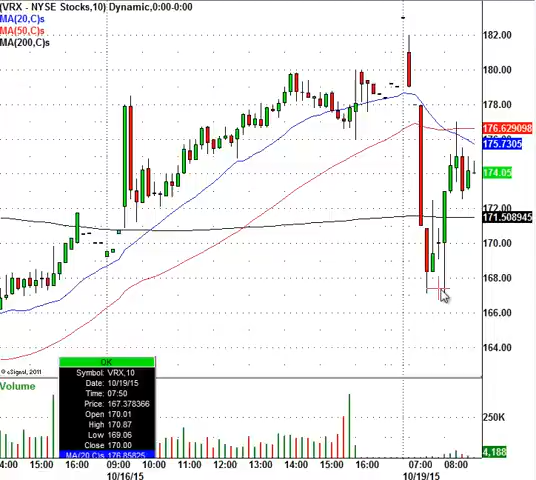 (VRX - NYSE Stocks,10) Dynamic,0:00-0:00
MA(20,C)s
MA(50,C)s
MA(200,C)s
182.00
180.00
178.00
176.629098
175.7305
174.05
172.00
171.508945
170.00
168.00
166.00
164.00
© eSignal, 2011
OK
Symbol: VRX,10
Date: 10/19/15
Time: 07:50
Price: 167.378366
Open 170.01
High 170.87
Low 169.06
Close 170.00
MA(20 C)s 176.85825
Volume
250K
4,188
4:00 15:00 16:00 09:00 10:00 11:00 12:00 13:00 14:00 15:00 16:00 07:00 08:00
10/16/15 10/19/15